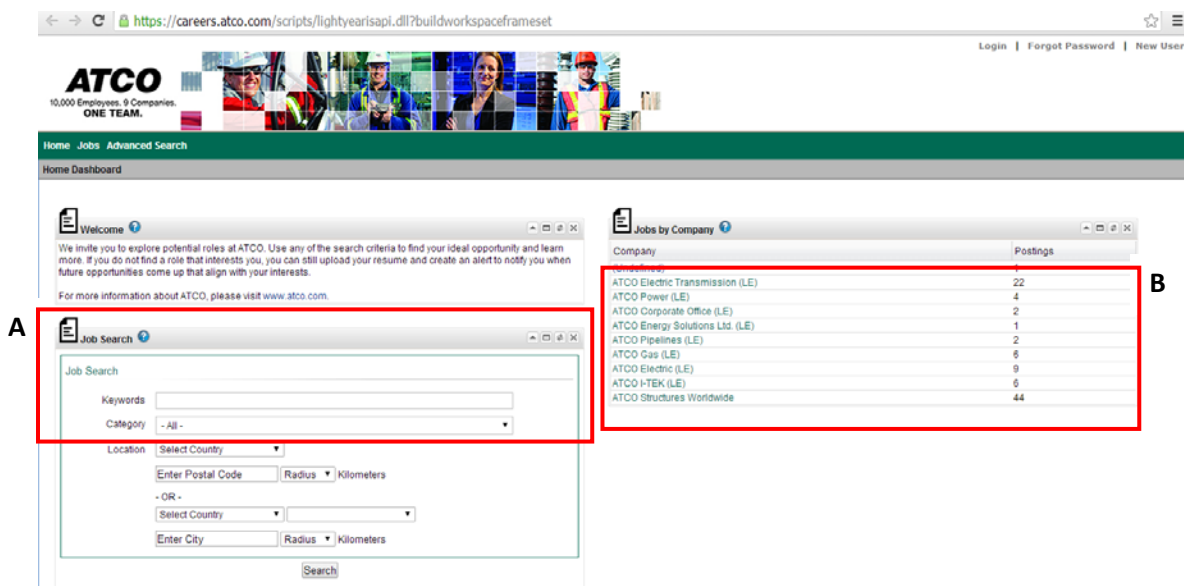 https://careers.atco.com/scripts/lightyearisapi.dll?buildworkspaceframeset
Login | Forgot Password | New User
ATCO
10,000 Employees. 9 Companies.
ONE TEAM.
Home Jobs Advanced Search
Home Dashboard
Welcome
We invite you to explore potential roles at ATCO. Use any of the search criteria to find your ideal opportunity and learn
more. If you do not find a role that interests you, you can still upload your resume and create an alert to notify you when
future opportunities come up that align with your interests.
For more information about ATCO, please visit www.atco.com.
A
Job Search
Job Search
Keywords
Category - All -
Location Select Country
Enter Postal Code Radius Kilometers
- OR -
Select Country
Enter City Radius Kilometers
Search
Jobs by Company
Company Postings
(Undefined) 1
ATCO Electric Transmission (LE) 22
ATCO Power (LE) 4
ATCO Corporate Office (LE) 2
ATCO Energy Solutions Ltd. (LE) 1
ATCO Pipelines (LE) 2
ATCO Gas (LE) 6
ATCO Electric (LE) 9
ATCO I-TEK (LE) 6
ATCO Structures Worldwide 44
B